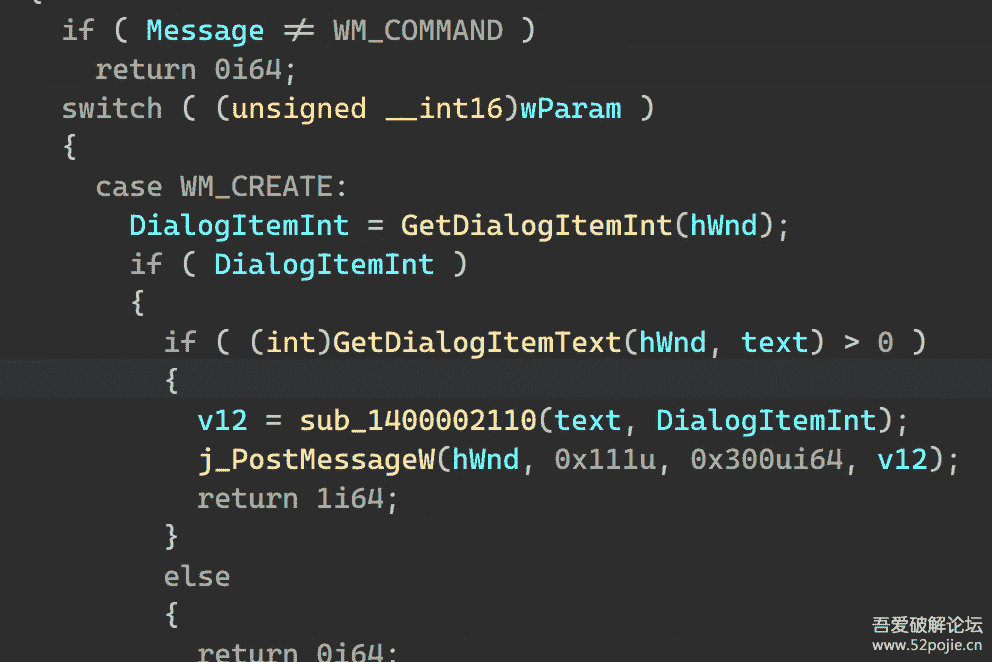 {
if ( Message ≠ WM_COMMAND )
return 0i64;
switch ( (unsigned __int16)wParam )
{
case WM_CREATE:
DialogItemInt = GetDialogItemInt(hWnd);
if ( DialogItemInt )
{
if ( (int)GetDialogItemText(hWnd, text) > 0 )
{
v12 = sub_1400002110(text, DialogItemInt);
j_PostMessageW(hWnd, 0x111u, 0x300ui64, v12);
return 1i64;
}
else
{
return 0i64;
吾爱破解论坛
www.52pojie.cn